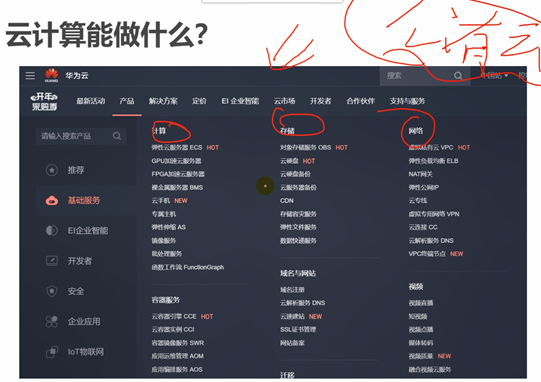 云计算能做什么?
HUAWEI 华为云 搜索 中国站
开年采购季 最新活动 产品 解决方案 定价 EI 企业智能 云市场 开发者 合作伙伴 支持与服务
请输入搜索产品
推荐
基础服务
EI企业智能
开发者
安全
企业应用
IoT物联网
计算
弹性云服务器 ECS HOT
GPU加速云服务器
FPGA加速云服务器
裸金属服务器 BMS
云手机 NEW
专属主机
弹性伸缩 AS
镜像服务
批处理服务
函数工作流 FunctionGraph
容器服务
云容器引擎 CCE HOT
云容器实例 CCI
容器镜像服务 SWR
应用运维管理 AOM
应用编排服务 AOS
存储
对象存储服务 OBS HOT
云硬盘 HOT
云硬盘备份
云服务器备份
CDN
存储容灾服务
弹性文件服务
数据快递服务
域名与网站
域名注册
云解析服务 DNS
云速建站 NEW
SSL证书管理
网站备案
迁移
网络
虚拟私有云 VPC HOT
弹性负载均衡 ELB
NAT网关
弹性公网IP
云专线
虚拟专用网络 VPN
云连接 CC
云解析服务 DNS
VPC终端节点 NEW
视频
视频直播
短视频
视频点播
媒体转码
视频质量 NEW
融合视频云服务